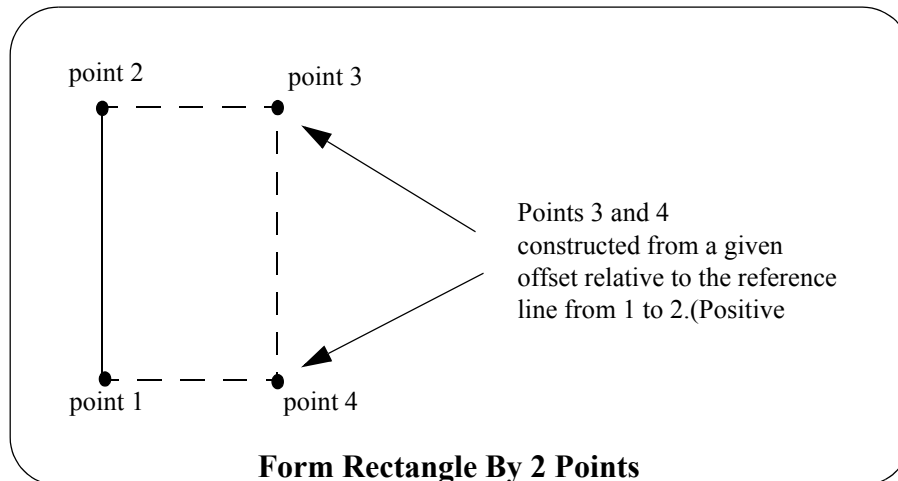 point 2
point 3
Points 3 and 4
constructed from a given
offset relative to the reference
line from 1 to 2.(Positive
point 1
point 4
Form Rectangle By 2 Points